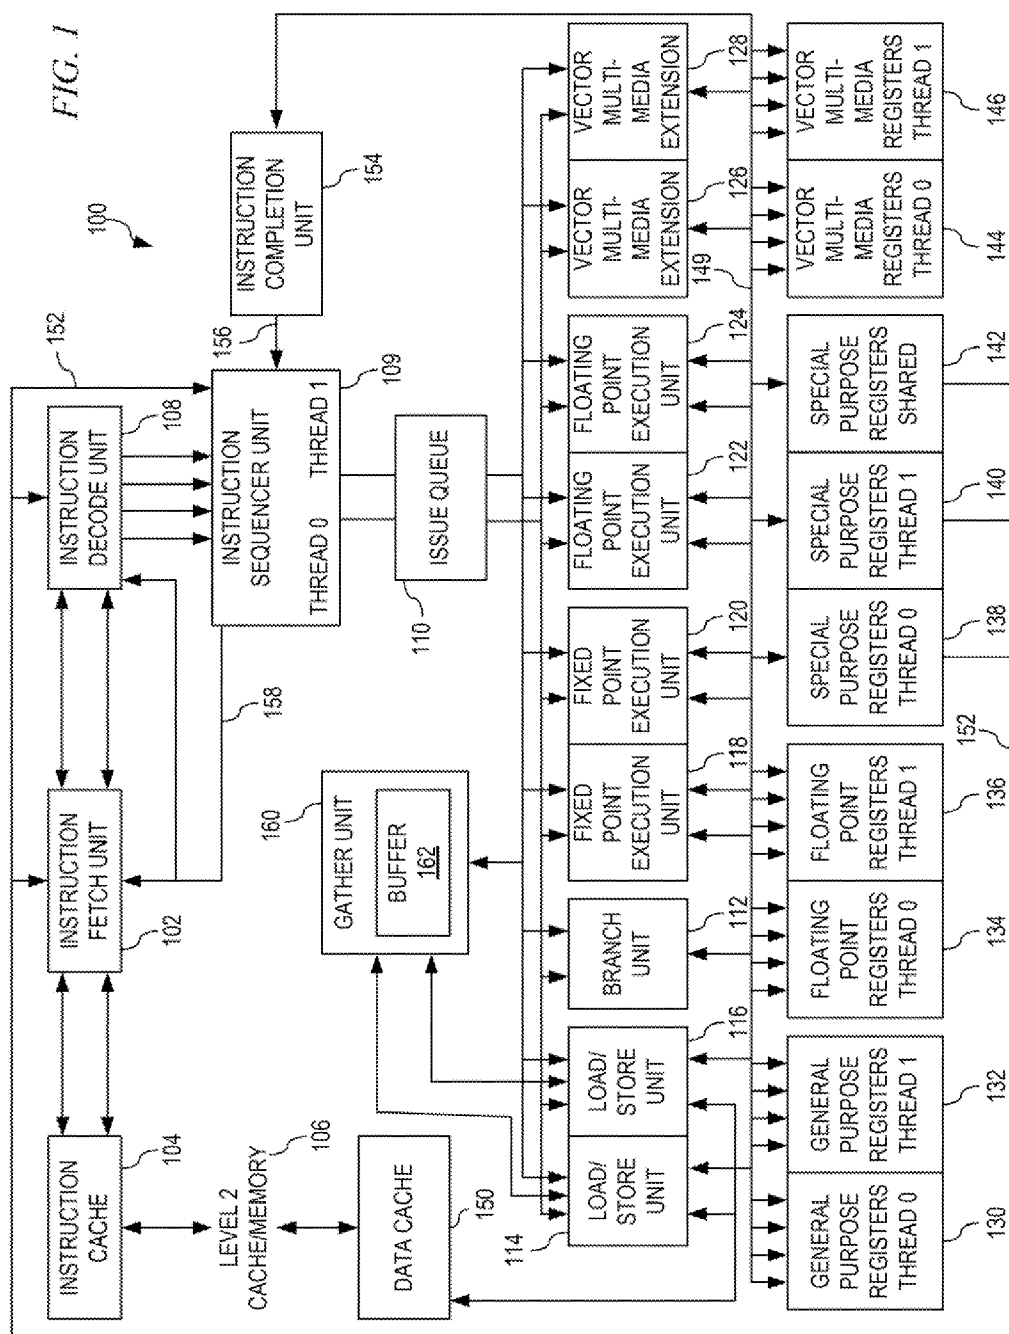 FIG. 1
100
152
INSTRUCTION
CACHE
104
INSTRUCTION
FETCH UNIT
102
INSTRUCTION
DECODE UNIT
108
LEVEL 2
CACHE/MEMORY
106
158
INSTRUCTION
SEQUENCER UNIT
THREAD 0
THREAD 1
109
156
INSTRUCTION
COMPLETION
UNIT
154
DATA CACHE
150
GATHER UNIT
160
BUFFER
162
ISSUE QUEUE
110
LOAD/
STORE
UNIT
114
LOAD/
STORE
UNIT
116
BRANCH
UNIT
112
FIXED
POINT
EXECUTION
UNIT
118
FIXED
POINT
EXECUTION
UNIT
120
FLOATING
POINT
EXECUTION
UNIT
122
FLOATING
POINT
EXECUTION
UNIT
124
VECTOR
MULTI-
MEDIA
EXTENSION
126
VECTOR
MULTI-
MEDIA
EXTENSION
128
149
GENERAL
PURPOSE
REGISTERS
THREAD 0
130
GENERAL
PURPOSE
REGISTERS
THREAD 1
132
FLOATING
POINT
REGISTERS
THREAD 0
134
FLOATING
POINT
REGISTERS
THREAD 1
136
152
SPECIAL
PURPOSE
REGISTERS
THREAD 0
138
SPECIAL
PURPOSE
REGISTERS
THREAD 1
140
SPECIAL
PURPOSE
REGISTERS
SHARED
142
VECTOR
MULTI-
MEDIA
REGISTERS
THREAD 0
144
VECTOR
MULTI-
MEDIA
REGISTERS
THREAD 1
146